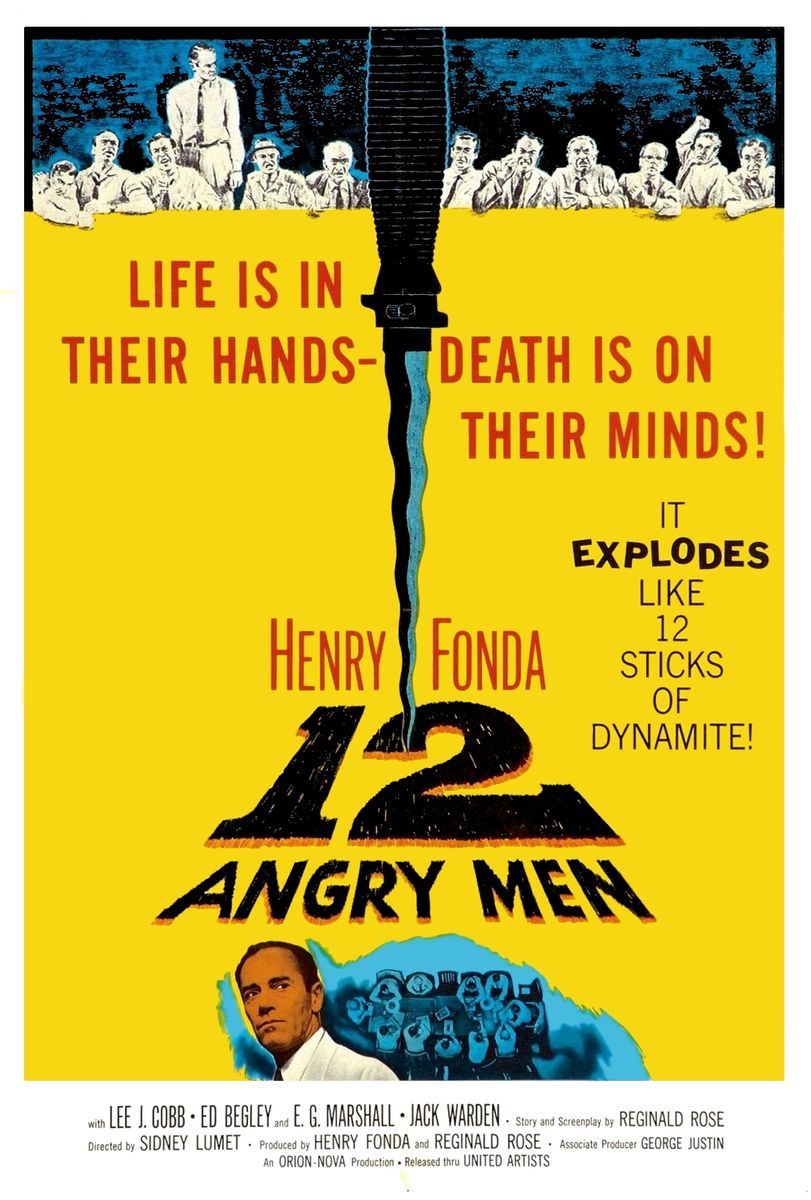 LIFE IS IN
THEIR HANDS-
DEATH IS ON
THEIR MINDS!
IT
EXPLODES
LIKE
12
STICKS
OF
DYNAMITE!
HENRY FONDA
12
ANGRY MEN
with LEE J. COBB • ED BEGLEY and E. G. MARSHALL • JACK WARDEN • Story and Screenplay by REGINALD ROSE
Directed by SIDNEY LUMET • Produced by HENRY FONDA and REGINALD ROSE • Associate Producer GEORGE JUSTIN
An ORION-NOVA Production • Released thru UNITED ARTISTS